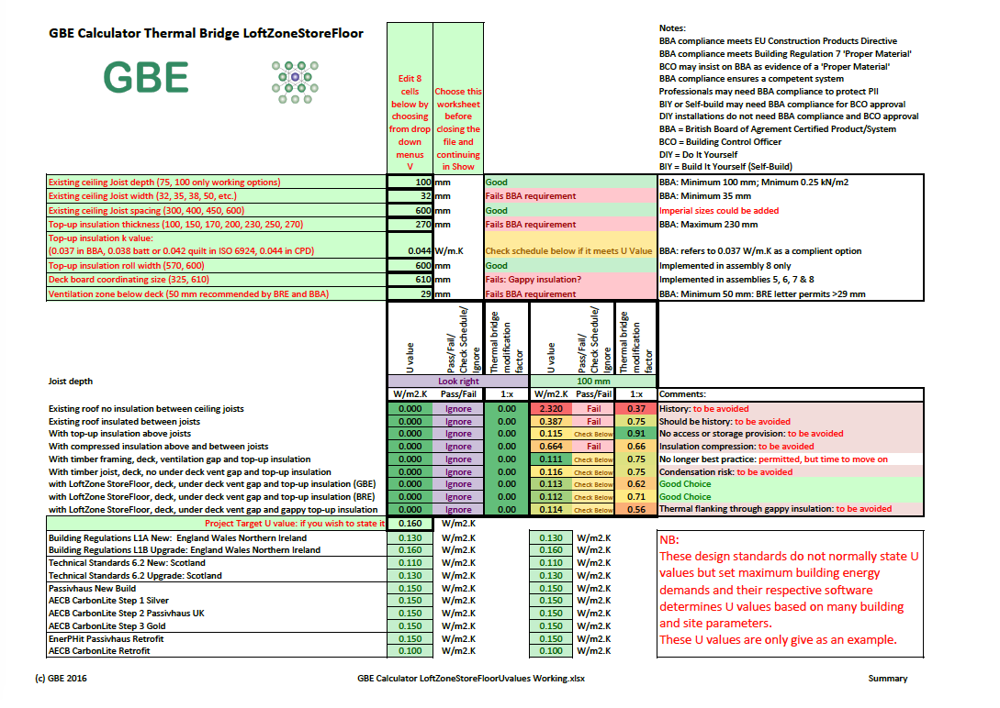 GBE Calculator Thermal Bridge LoftZoneStoreFloor
GBE
Edit 8
cells
below by
choosing
from drop
down
menus
V
Choose this
worksheet
before
closing the
file and
continuing
in Show
Notes:
BBA compliance meets EU Construction Products Directive
BBA compliance meets Building Regulation 7 'Proper Material'
BCO may insist on BBA as evidence of a 'Proper Material'
BBA compliance ensures a competent system
Professionals may need BBA compliance to protect PII
BIY or Self-build may need BBA compliance for BCO approval
DIY installations do not need BBA compliance and BCO approval
BBA = British Board of Agrement Certified Product/System
BCO = Building Control Officer
DIY = Do It Yourself
BIY = Build It Yourself (Self-Build)
Existing ceiling Joist depth (75, 100 only working options) 100 mm Good BBA: Minimum 100 mm; Mnimum 0.25 kN/m2
Existing ceiling Joist width (32, 35, 38, 50, etc.) 32 mm Fails BBA requirement BBA: Minimum 35 mm
Existing ceiling Joist spacing (300, 400, 450, 600) 600 mm Good Imperial sizes could be added
Top-up insulation thickness (100, 150, 170, 200, 230, 250, 270) 270 mm Fails BBA requirement BBA: Maximum 230 mm
Top-up insulation k value:
(0.037 in BBA, 0.038 batt or 0.042 quilt in ISO 6924, 0.044 in CPD) 0.044 W/m.K Check schedule below if it meets U Value BBA: refers to 0.037 W/m.K as a complient option
Top-up insulation roll width (570, 600) 600 mm Good Implemented in assembly 8 only
Deck board coordinating size (325, 610) 610 mm Fails: Gappy insulation? Implemented in assemblies 5, 6, 7 & 8
Ventilation zone below deck (50 mm recommended by BRE and BBA) 29 mm Fails BBA requirement BBA: Minimum 50 mm: BRE letter permits >29 mm
U value
Pass/Fail/
Check Schedule/
Ignore
Thermal bridge
modification
factor
U value
Pass/Fail/
Check Schedule/
Ignore
Thermal bridge
modification
factor
Joist depth Look right 100 mm
W/m2.K Pass/Fail 1:x W/m2.K Pass/Fail 1:x Comments:
Existing roof no insulation between ceiling joists 0.000 Ignore 0.00 2.320 Fail 0.37 History: to be avoided
Existing roof insulated between joists 0.000 Ignore 0.00 0.387 Fail 0.75 Should be history: to be avoided
With top-up insulation above joists 0.000 Ignore 0.00 0.115 Check Below 0.91 No access or storage provision: to be avoided
With compressed insulation above and between joists 0.000 Ignore 0.00 0.664 Fail 0.66 Insulation compression: to be avoided
With timber framing, deck, ventilation gap and top-up insulation 0.000 Ignore 0.00 0.111 Check Below 0.75 No longer best practice: permitted, but time to move on
With timber joist, deck, no under deck vent gap and top-up insulation 0.000 Ignore 0.00 0.116 Check Below 0.75 Condensation risk: to be avoided
with LoftZone StoreFloor, deck, under deck vent gap and top-up insulation (GBE) 0.000 Ignore 0.00 0.113 Check Below 0.62 Good Choice
with LoftZone StoreFloor, deck, under deck vent gap and top-up insulation (BRE) 0.000 Ignore 0.00 0.112 Check Below 0.71 Good Choice
with LoftZone StoreFloor, deck, under deck vent gap and gappy top-up insulation 0.000 Ignore 0.00 0.114 Check Below 0.56 Thermal flanking through gappy insulation: to be avoided
Project Target U value: if you wish to state it 0.160 W/m2.K
Building Regulations L1A New: England Wales Northern Ireland 0.130 W/m2.K 0.130 W/m2.K
Building Regulations L1B Upgrade: England Wales Northern Ireland 0.160 W/m2.K 0.160 W/m2.K
Technical Standards 6.2 New: Scotland 0.110 W/m2.K 0.110 W/m2.K
Technical Standards 6.2 Upgrade: Scotland 0.130 W/m2.K 0.130 W/m2.K
Passivhaus New Build 0.150 W/m2.K 0.150 W/m2.K
AECB CarbonLite Step 1 Silver 0.150 W/m2.K 0.150 W/m2.K
AECB CarbonLite Step 2 Passivhaus UK 0.150 W/m2.K 0.150 W/m2.K
AECB CarbonLite Step 3 Gold 0.150 W/m2.K 0.150 W/m2.K
EnerPHit Passivhaus Retrofit 0.150 W/m2.K 0.150 W/m2.K
AECB CarbonLite Retrofit 0.100 W/m2.K 0.100 W/m2.K
NB:
These design standards do not normally state U
values but set maximum building energy
demands and their respective software
determines U values based on many building
and site parameters.
These U values are only give as an example.
(c) GBE 2016 GBE Calculator LoftZoneStoreFloorUvalues Working.xlsx Summary